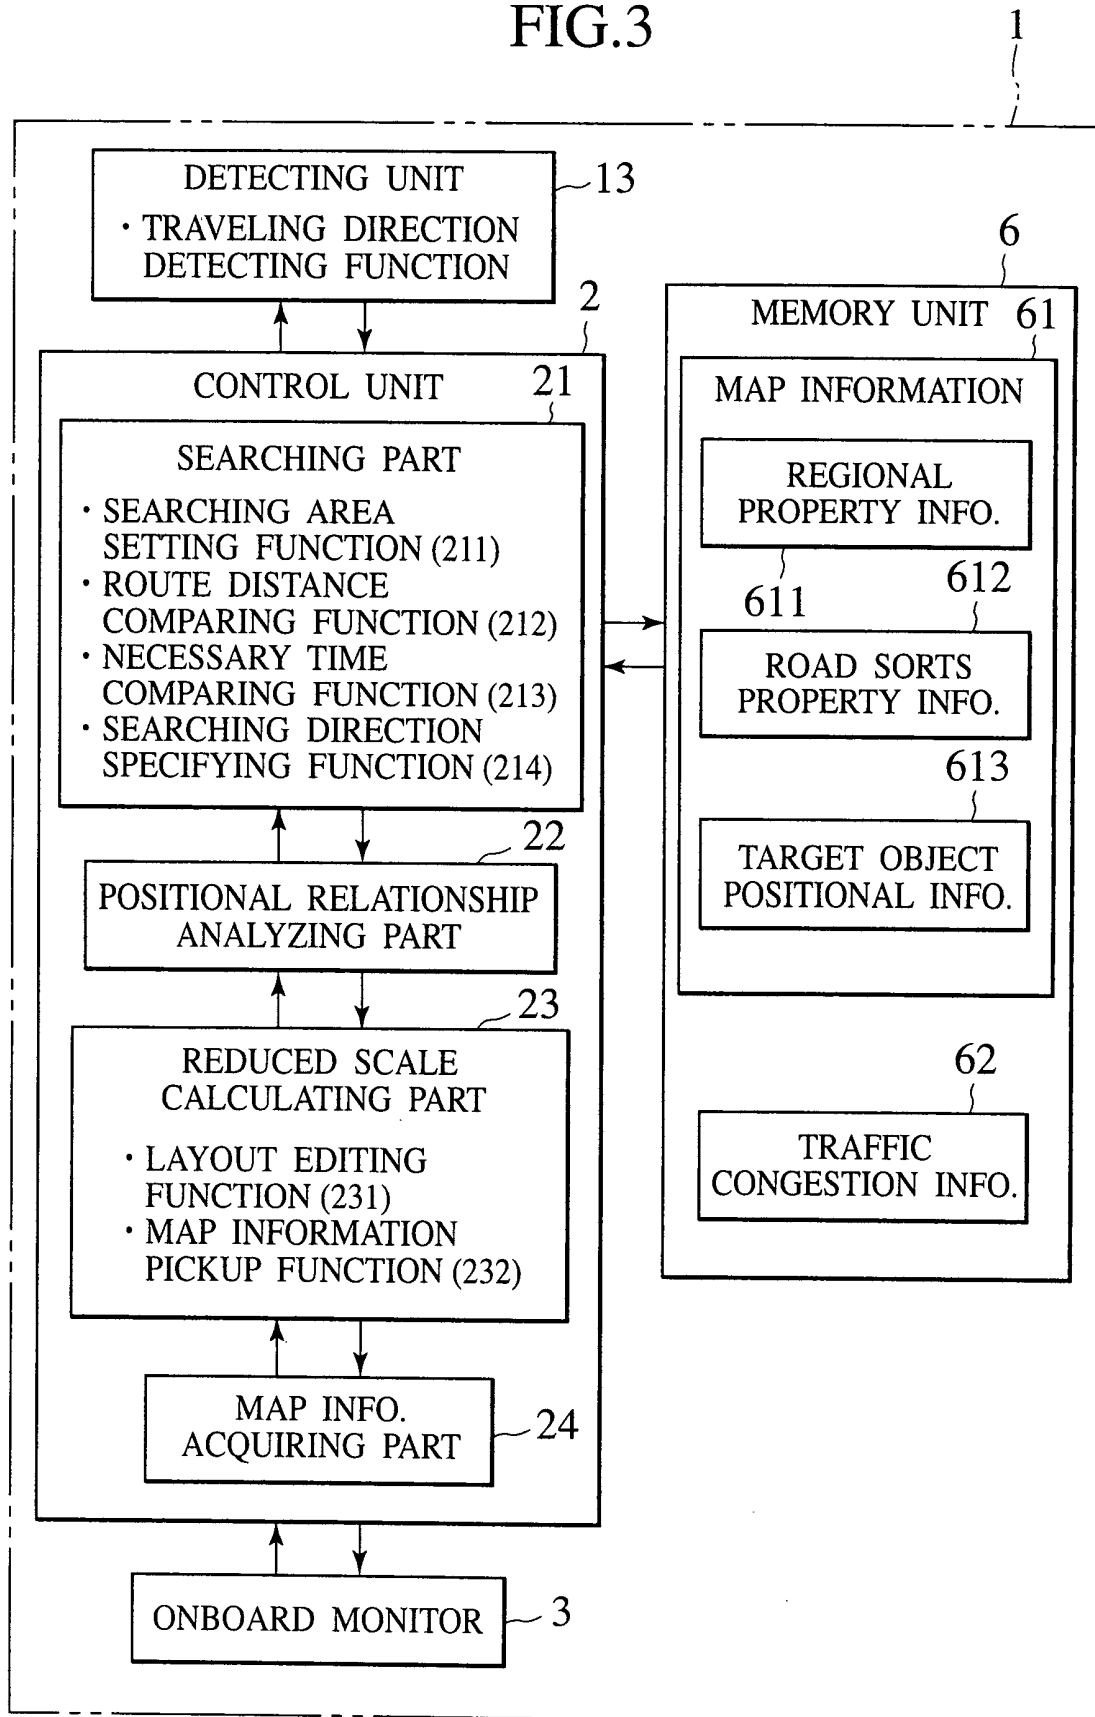 FIG.3
1
DETECTING UNIT
・TRAVELING DIRECTION
DETECTING FUNCTION
13
2
CONTROL UNIT
21
SEARCHING PART
・SEARCHING AREA
SETTING FUNCTION (211)
・ROUTE DISTANCE
COMPARING FUNCTION (212)
・NECESSARY TIME
COMPARING FUNCTION (213)
・SEARCHING DIRECTION
SPECIFYING FUNCTION (214)
22
POSITIONAL RELATIONSHIP
ANALYZING PART
23
REDUCED SCALE
CALCULATING PART
・LAYOUT EDITING
FUNCTION (231)
・MAP INFORMATION
PICKUP FUNCTION (232)
MAP INFO.
ACQUIRING PART
24
ONBOARD MONITOR
3
6
MEMORY UNIT
61
MAP INFORMATION
REGIONAL
PROPERTY INFO.
611
612
ROAD SORTS
PROPERTY INFO.
613
TARGET OBJECT
POSITIONAL INFO.
62
TRAFFIC
CONGESTION INFO.